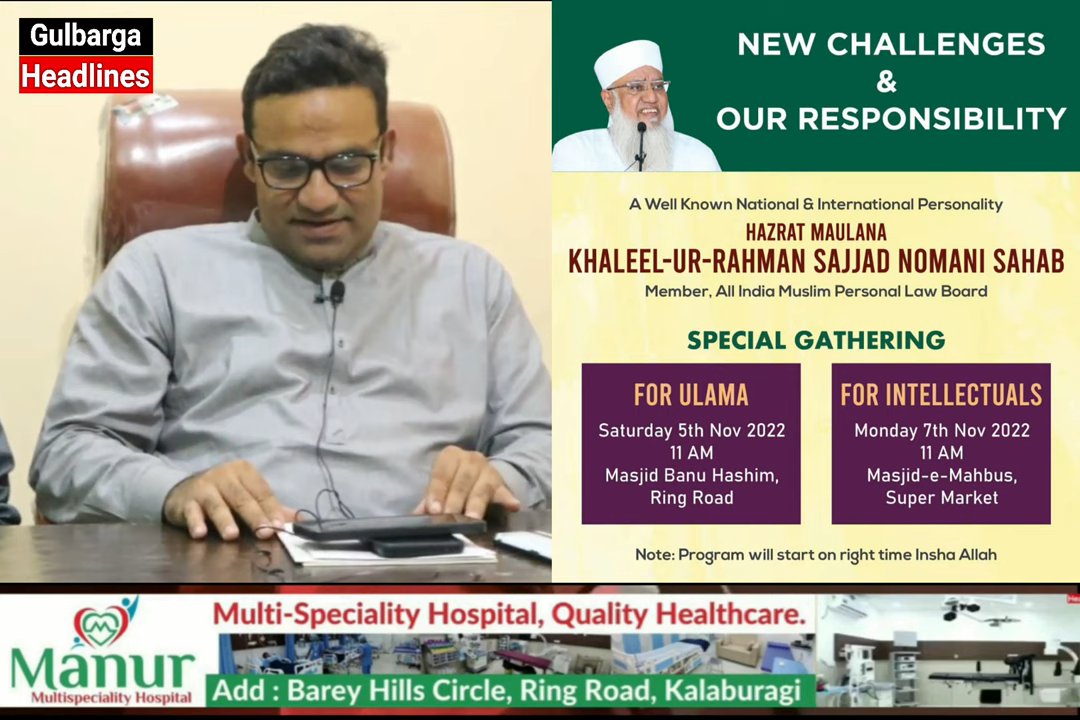 Gulbarga
Headlines
NEW CHALLENGES
&
OUR RESPONSIBILITY
A Well Known National & International Personality
HAZRAT MAULANA
KHALEEL-UR-RAHMAN SAJJAD NOMANI SAHAB
Member, All India Muslim Personal Law Board
SPECIAL GATHERING
FOR ULAMA
Saturday 5th Nov 2022
11 AM
Masjid Banu Hashim,
Ring Road
FOR INTELLECTUALS
Monday 7th Nov 2022
11 AM
Masjid-e-Mahbus,
Super Market
Note: Program will start on right time Insha Allah
Manur
Multispeciality Hospital
Multi-Speciality Hospital, Quality Healthcare.
Add : Barey Hills Circle, Ring Road, Kalaburagi